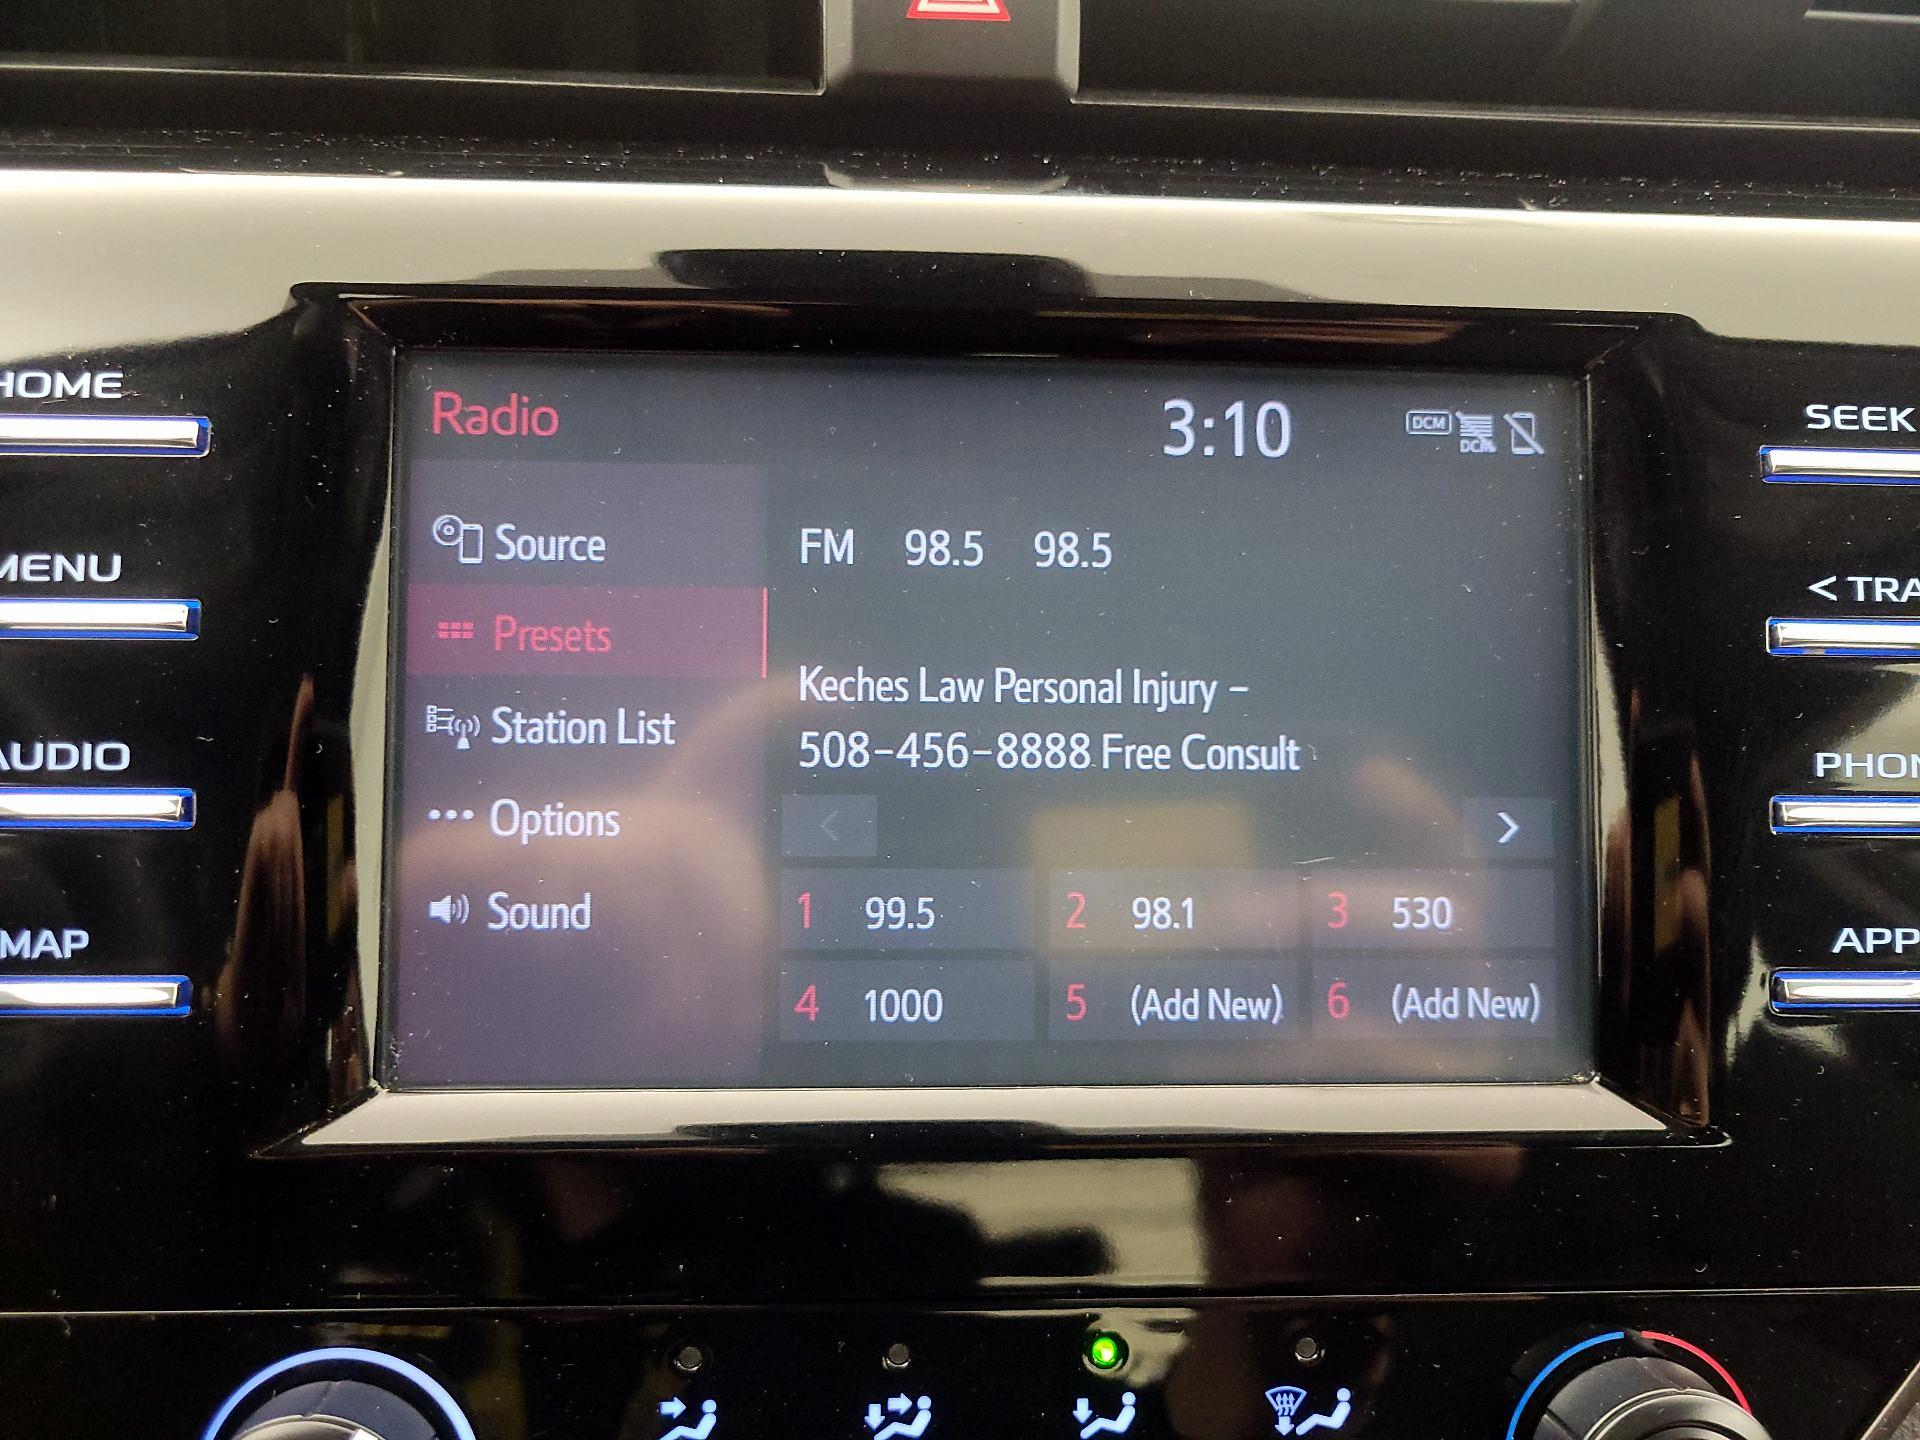 Radio
3:10
DCM
DCM
HOME
SEEK
Source
FM 98.5 98.5
MENU
< TRA
Presets
Keches Law Personal Injury –
Station List
508-456-8888 Free Consult
AUDIO
PHON
Options
<
>
Sound
1 99.5
2 98.1
3 530
MAP
APP
4 1000
5 (Add New)
6 (Add New)